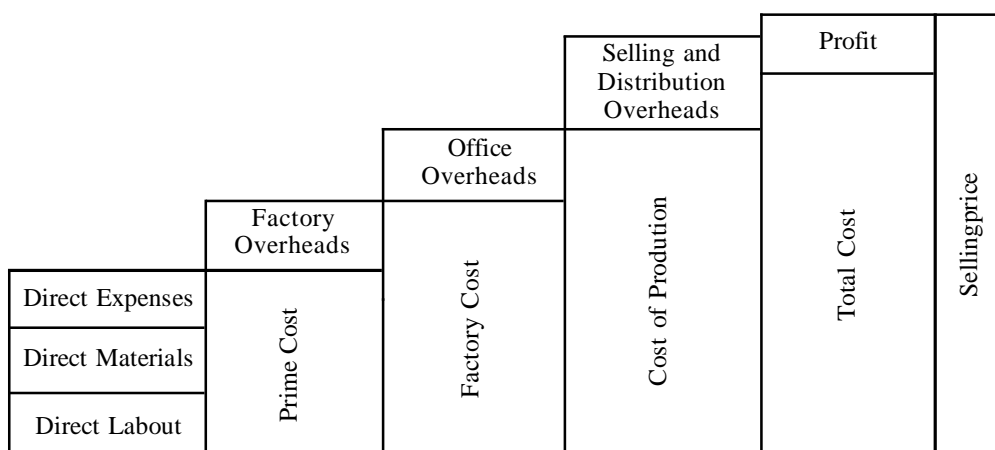 Direct Expenses
Direct Materials
Direct Labout
Factory
Overheads
Prime Cost
Office
Overheads
Factory Cost
Selling and
Distribution
Overheads
Cost of Prodution
Profit
Total Cost
Sellingprice